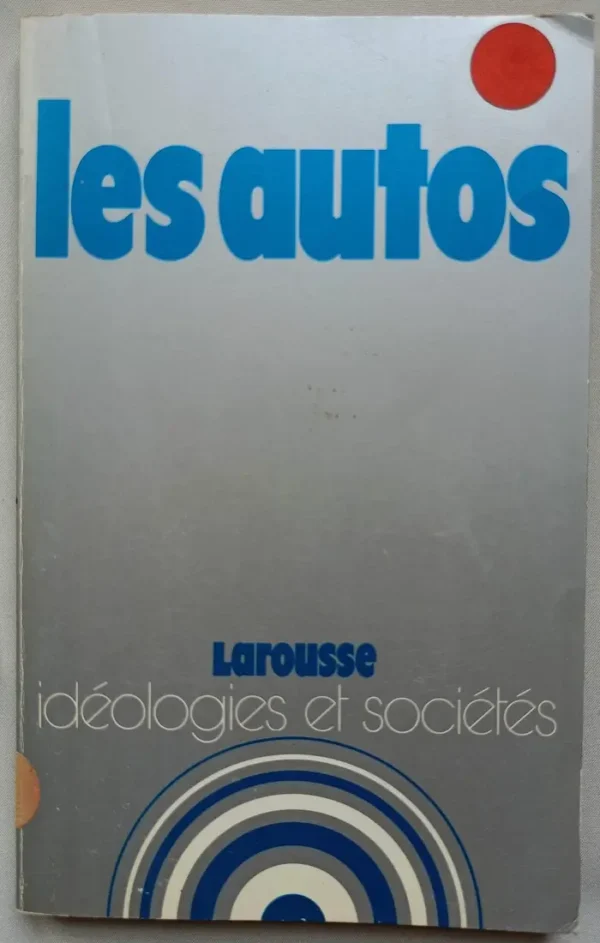 les autos
Larousse
idéologies et sociétés